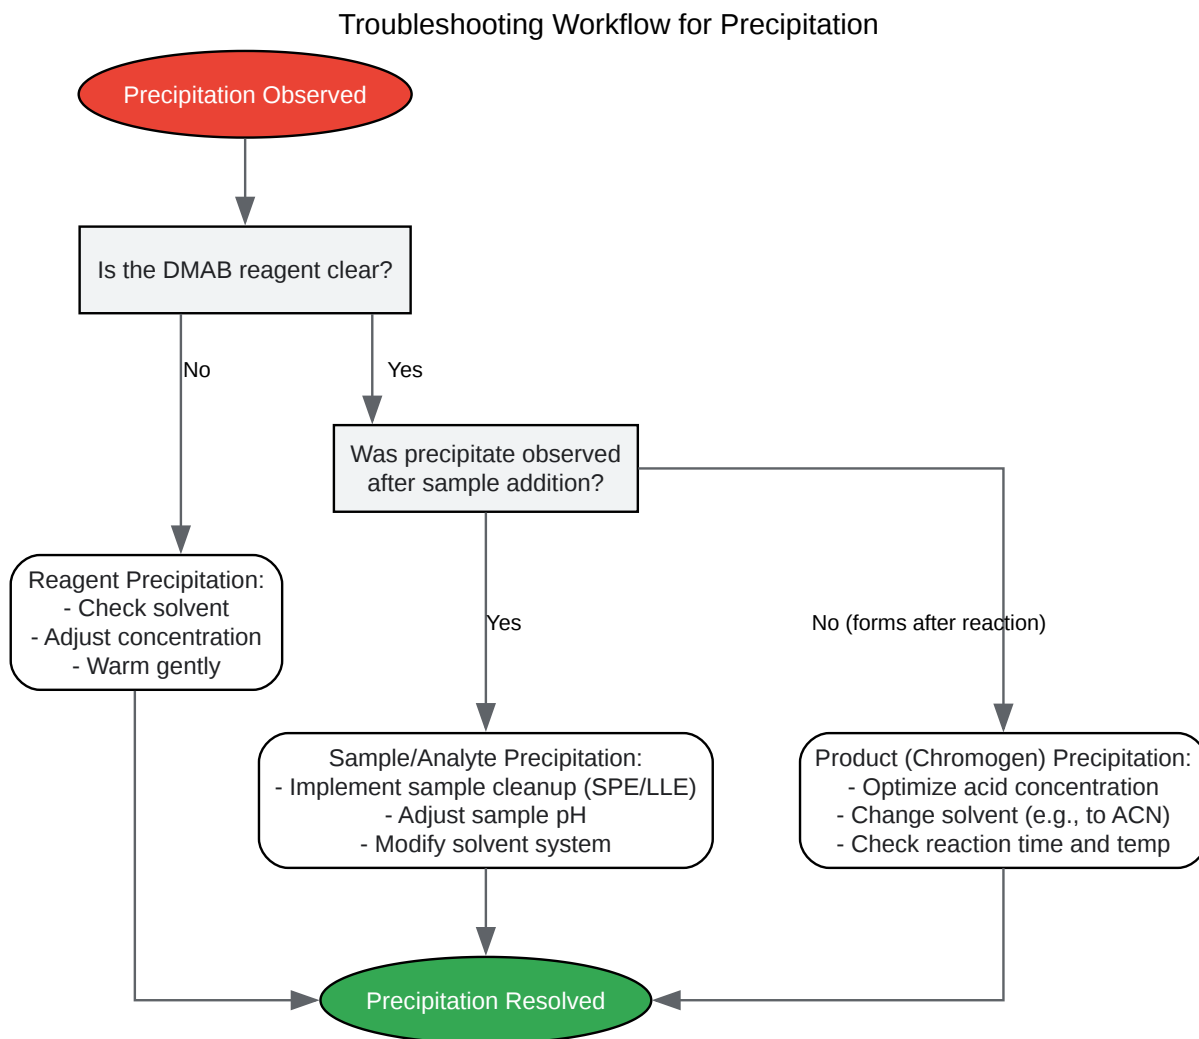 Troubleshooting Workflow for Precipitation
Precipitation Observed
Is the DMAB reagent clear?
No
Yes
Was precipitate observed
after sample addition?
Reagent Precipitation:
- Check solvent
- Adjust concentration
- Warm gently
Yes
No (forms after reaction)
Sample/Analyte Precipitation:
- Implement sample cleanup (SPE/LLE)
- Adjust sample pH
- Modify solvent system
Product (Chromogen) Precipitation:
- Optimize acid concentration
- Change solvent (e.g., to ACN)
- Check reaction time and temp
Precipitation Resolved